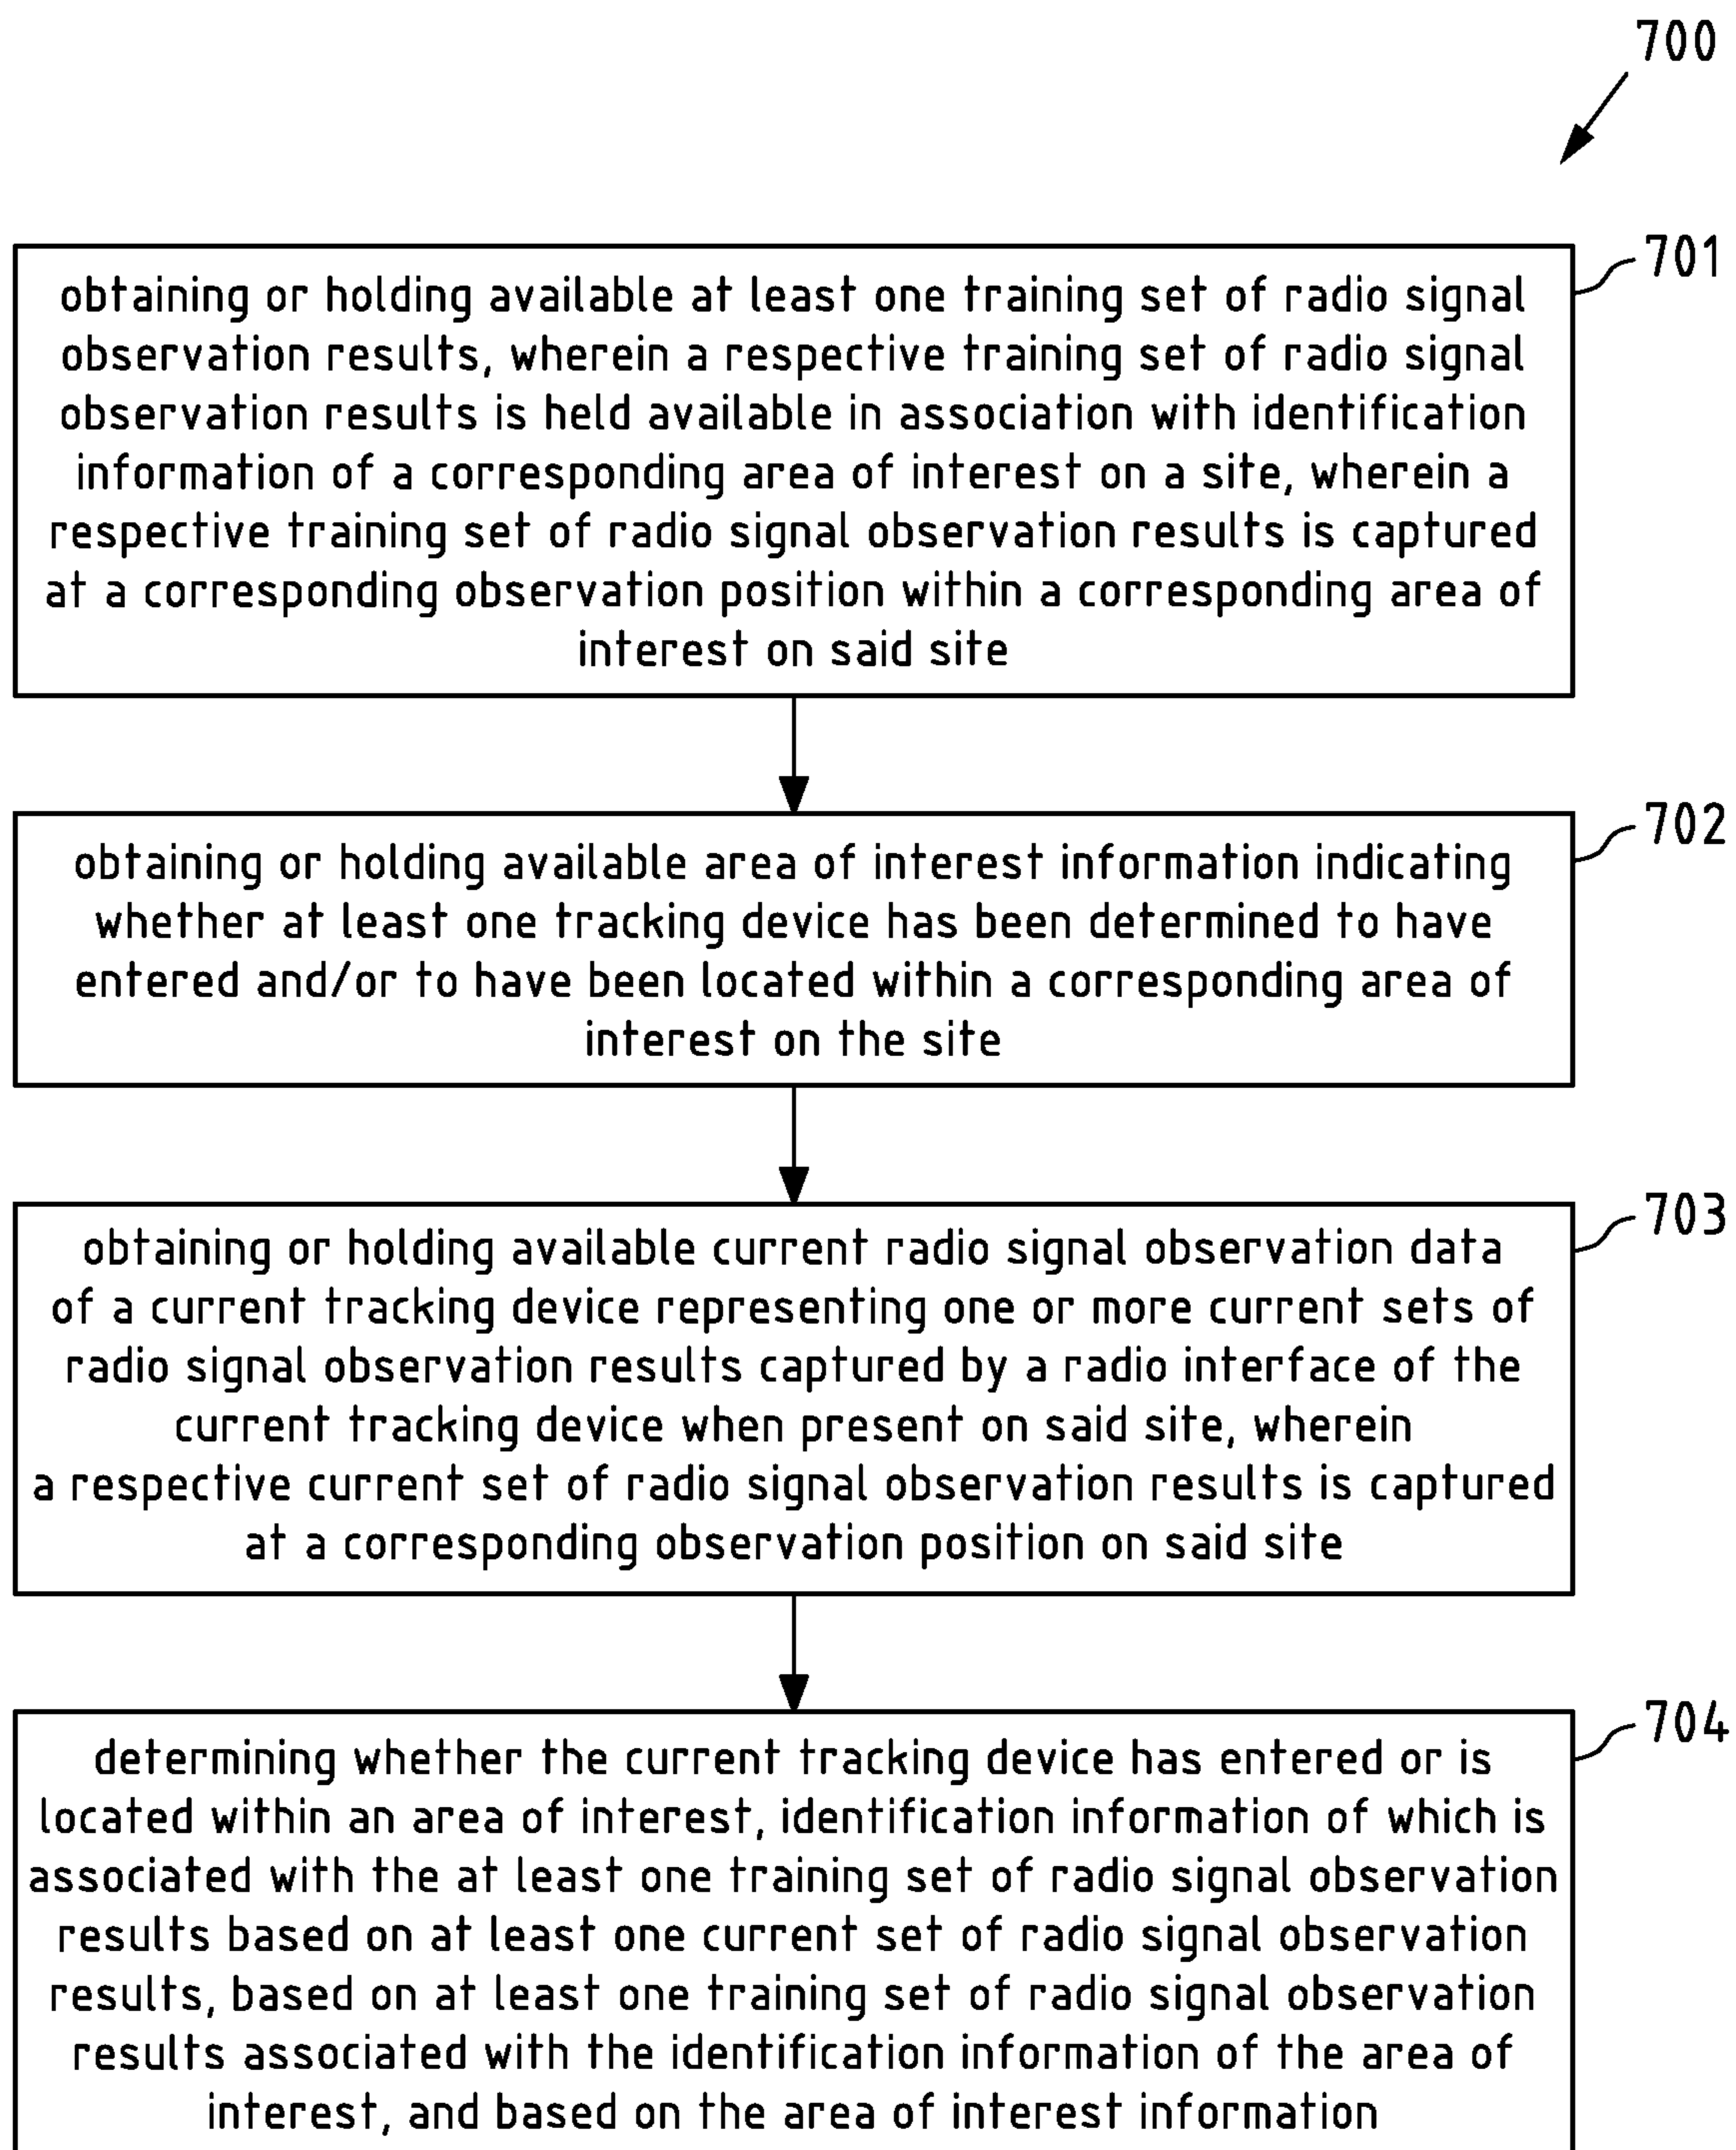 700
701
obtaining or holding available at least one training set of radio signal
observation results, wherein a respective training set of radio signal
observation results is held available in association with identification
information of a corresponding area of interest on a site, wherein a
respective training set of radio signal observation results is captured
at a corresponding observation position within a corresponding area of
interest on said site
702
obtaining or holding available area of interest information indicating
whether at least one tracking device has been determined to have
entered and/or to have been located within a corresponding area of
interest on the site
703
obtaining or holding available current radio signal observation data
of a current tracking device representing one or more current sets of
radio signal observation results captured by a radio interface of the
current tracking device when present on said site, wherein
a respective current set of radio signal observation results is captured
at a corresponding observation position on said site
704
determining whether the current tracking device has entered or is
located within an area of interest, identification information of which is
associated with the at least one training set of radio signal observation
results based on at least one current set of radio signal observation
results, based on at least one training set of radio signal observation
results associated with the identification information of the area of
interest, and based on the area of interest information